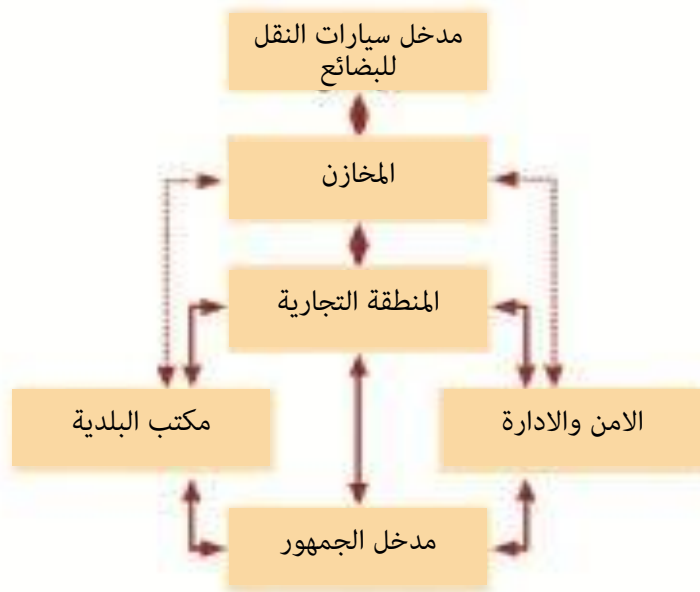 مدخل سيارات النقل
للبضائع
المخازن
المنطقة التجارية
الامن والادارة
مكتب البلدية
مدخل الجمهور